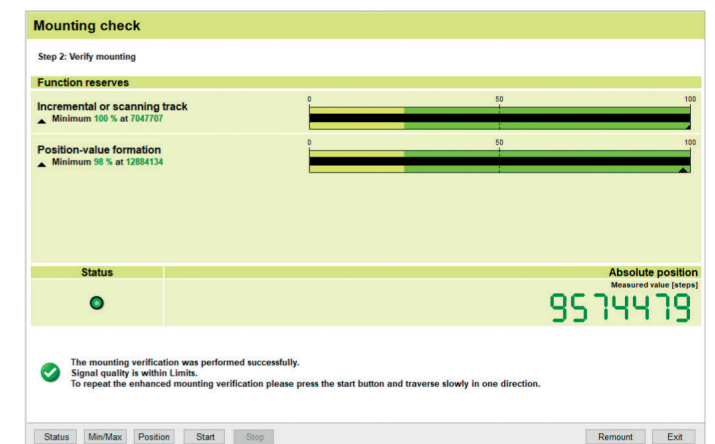 Mounting check
Step 2: Verify mounting
Function reserves
Incremental or scanning track
Minimum 100 % at 7047707
0 50 100
Position-value formation
Minimum 98 % at 12884134
0 50 100
Status
Absolute position
Measured value [steps]
9574479
The mounting verification was performed successfully.
Signal quality is within Limits.
To repeat the enhanced mounting verification please press the start button and traverse slowly in one direction.
Status Min/Max Position Start Stop Remount Exit